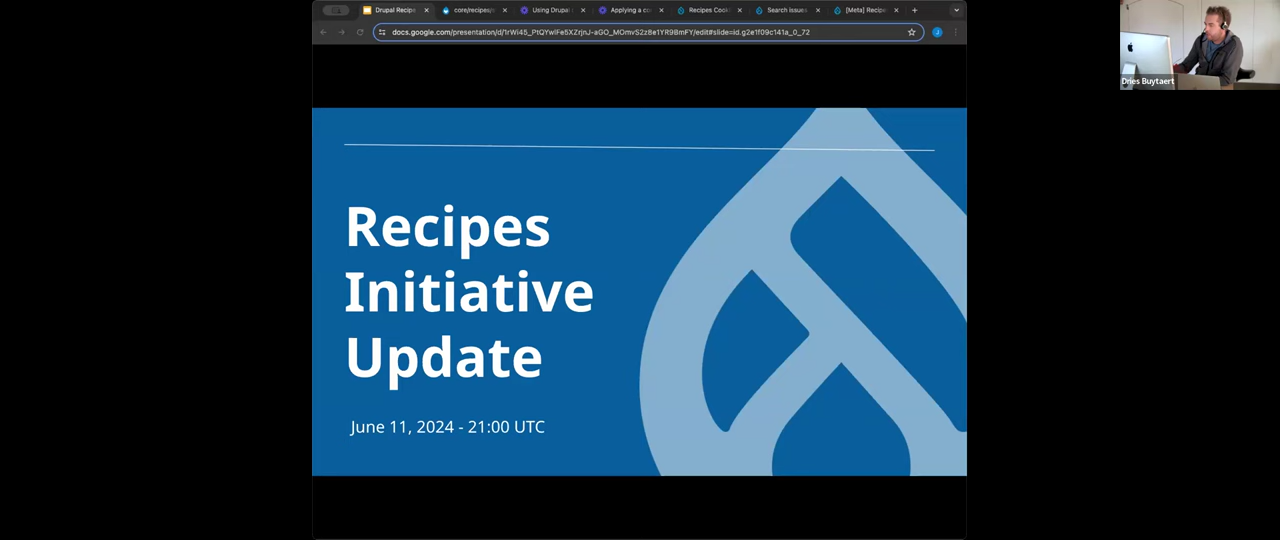 Drupal Recipe
core/recipes/
Using Drupal
Applying a co
Recipes Cook
Search issues
[Meta] Recipe
docs.google.com/presentation/d/1rWi45_PtQYwiFe5XZrjnJ-aGO_MOmvS2z8e1YR9BmFY/edit#slide=id.g2e1f09c141a_0_72
J
Dries Buytaert
Recipes
Initiative
Update
June 11, 2024 - 21:00 UTC